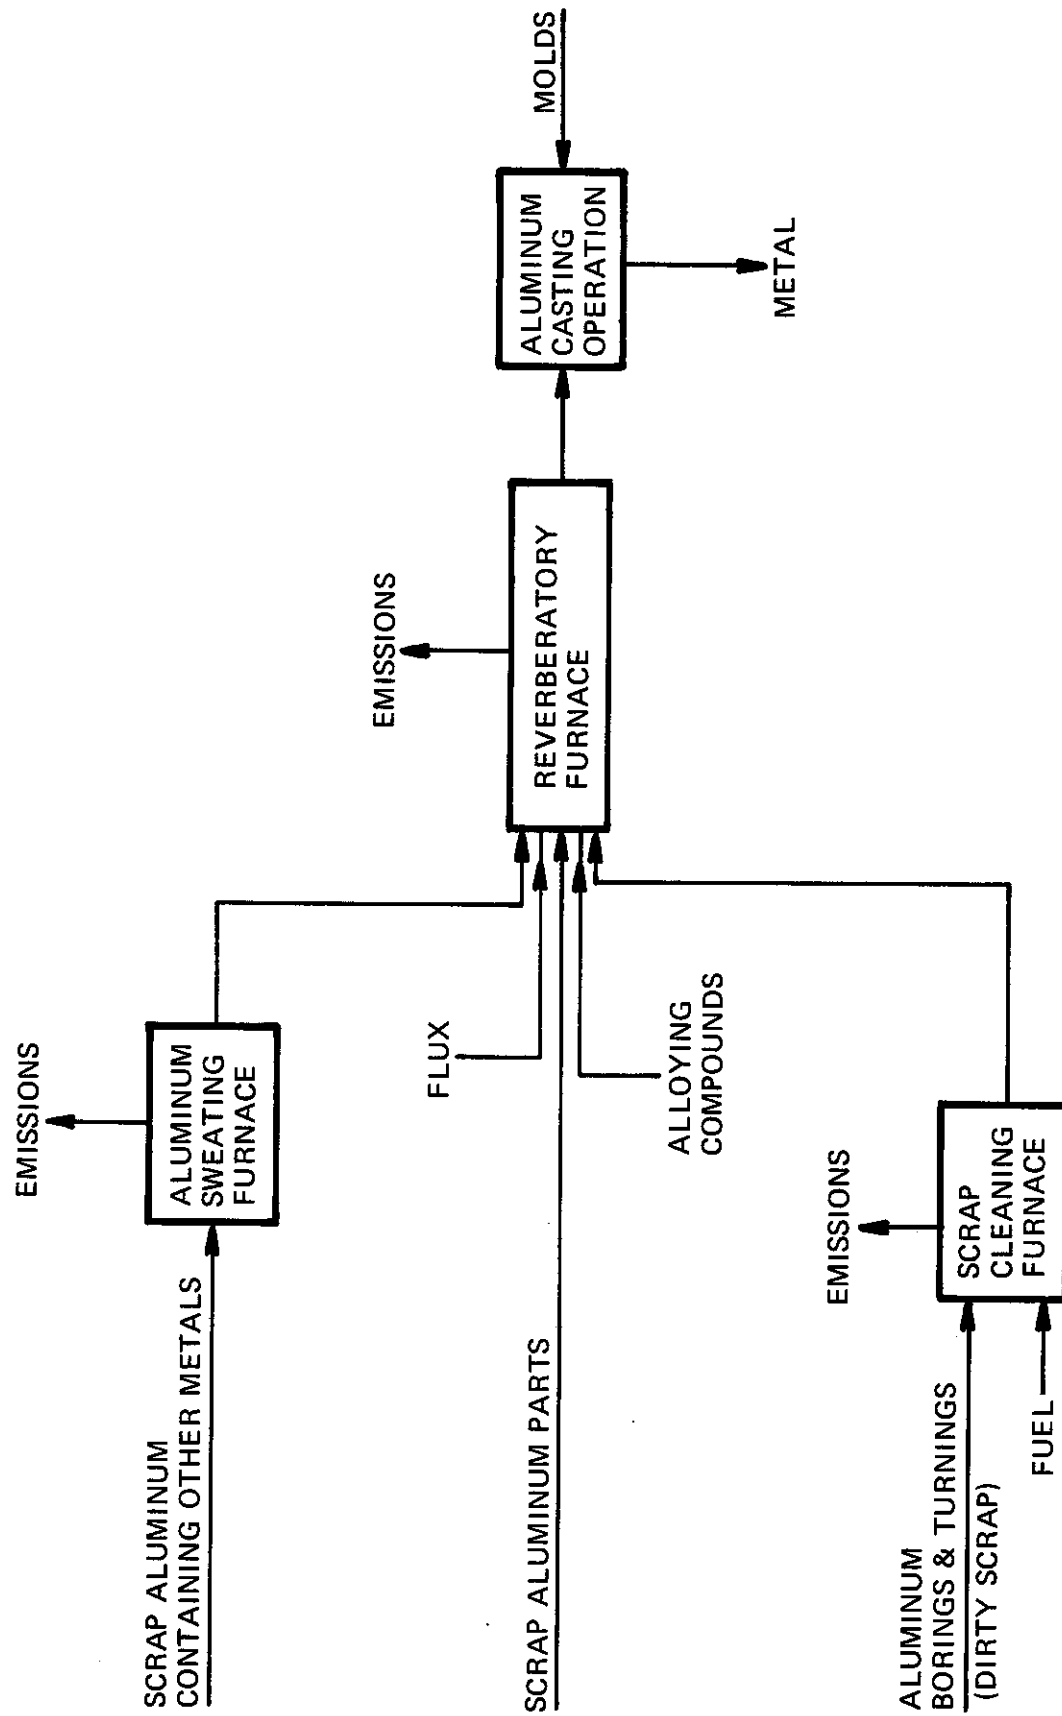 EMISSIONS
SCRAP ALUMINUM
CONTAINING OTHER METALS
ALUMINUM
SWEATING
FURNACE
EMISSIONS
FLUX
SCRAP ALUMINUM PARTS
REVERBERATORY
FURNACE
ALUMINUM
CASTING
OPERATION
MOLDS
ALLOYING
COMPOUNDS
METAL
EMISSIONS
ALUMINUM
BORINGS & TURNINGS
(DIRTY SCRAP)
FUEL
SCRAP
CLEANING
FURNACE